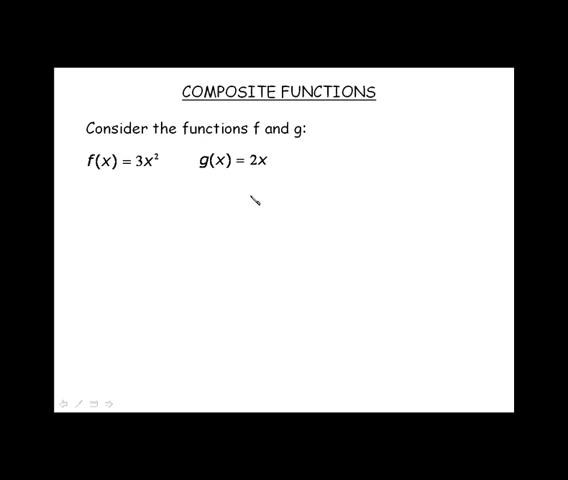 COMPOSITE FUNCTIONS
Consider the functions f and g:
f(x) = 3x² g(x) = 2x